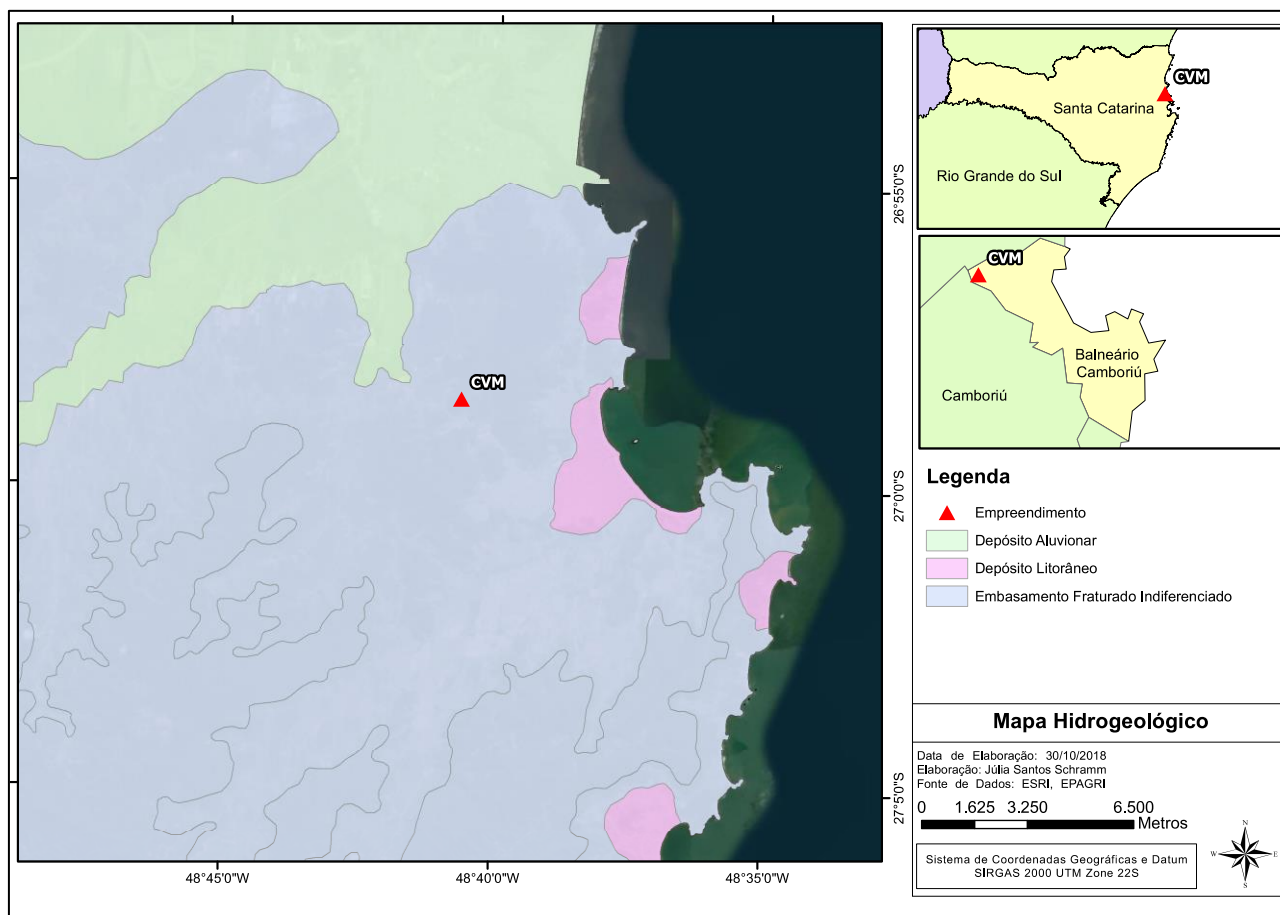 CVM
26°55'0"S
27°0'0"S
27°5'0"S
48°45'0"W
48°40'0"W
48°35'0"W
CVM
Santa Catarina
Rio Grande do Sul
CVM
Balneário
Camboriú
Camboriú
Legenda
Empreendimento
Depósito Aluvionar
Depósito Litorâneo
Embasamento Fraturado Indiferenciado
Mapa Hidrogeológico
Data de Elaboração: 30/10/2018
Elaboração: Júlia Santos Schramm
Fonte de Dados: ESRI, EPAGRI
0 1.625 3.250 6.500
Metros
Sistema de Coordenadas Geográficas e Datum
SIRGAS 2000 UTM Zone 22S
N
W E
S